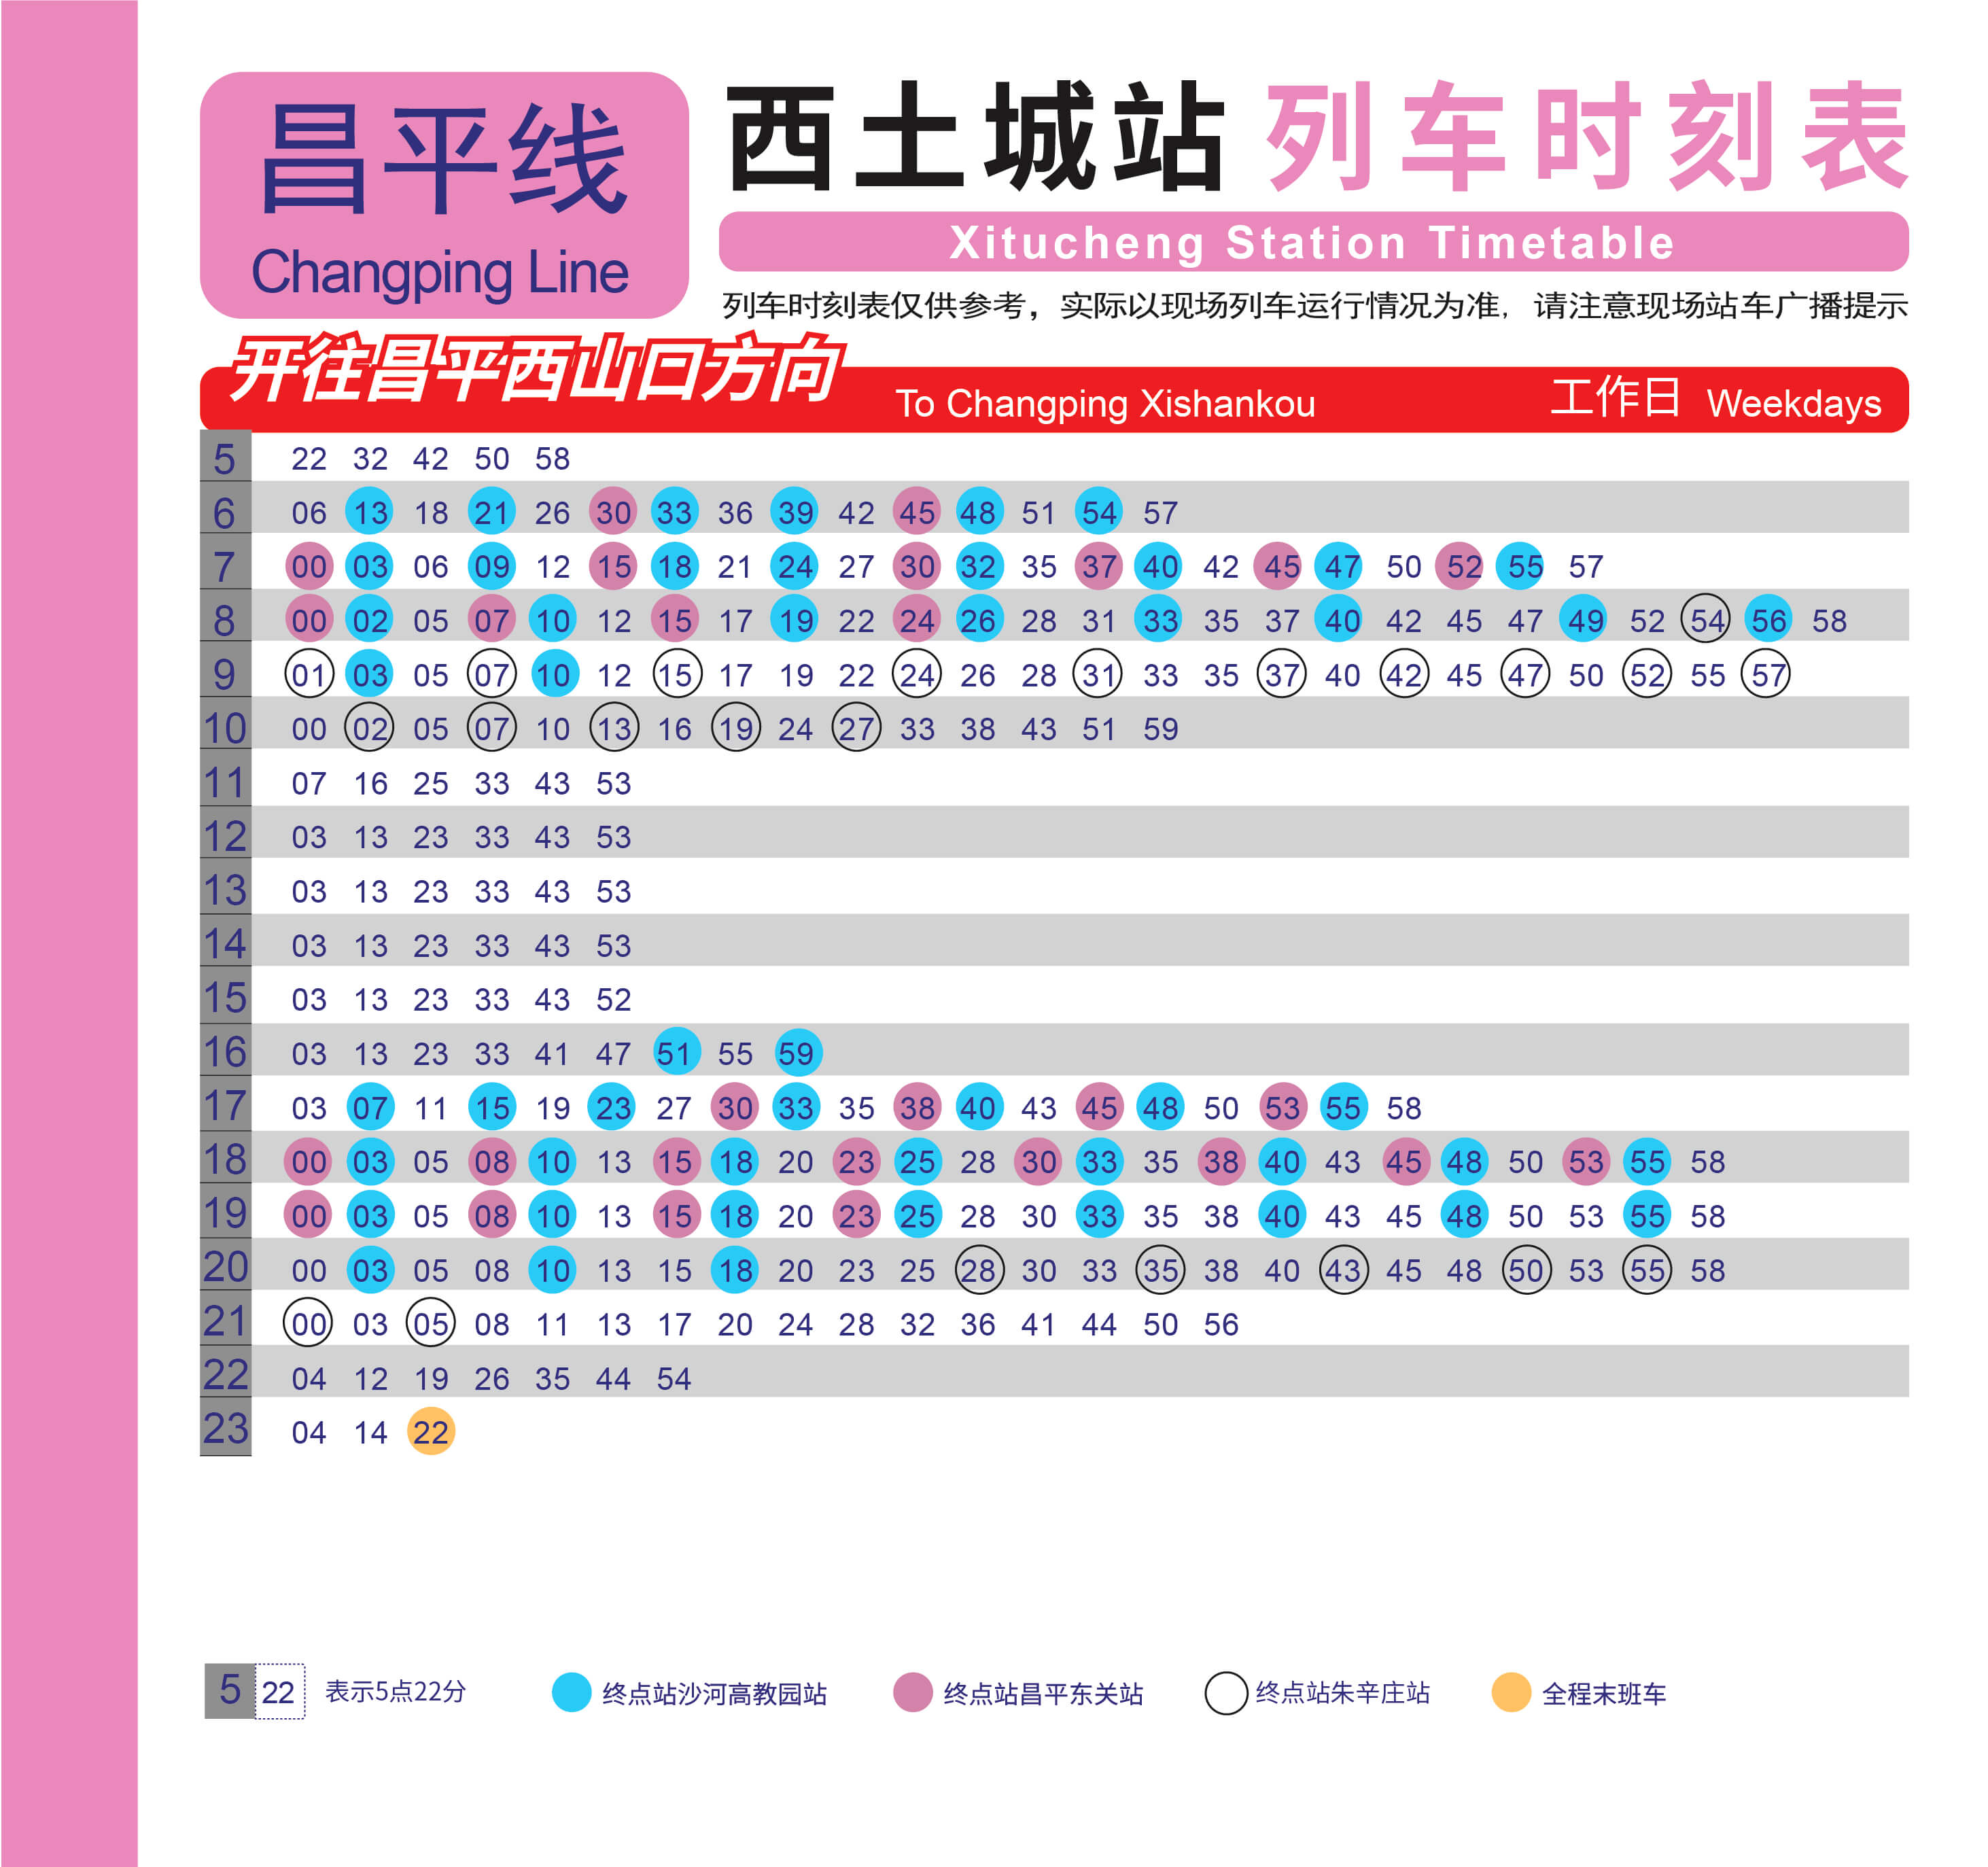 昌平线
Changping Line
西土城站 列车时刻表
Xitucheng Station Timetable
列车时刻表仅供参考，实际以现场列车运行情况为准，请注意现场站车广播提示
开往昌平西山口方向 To Changping Xishankou 工作日 Weekdays
5 22 32 42 50 58
6 06 13 18 21 26 30 33 36 39 42 45 48 51 54 57
7 00 03 06 09 12 15 18 21 24 27 30 32 35 37 40 42 45 47 50 52 55 57
8 00 02 05 07 10 12 15 17 19 22 24 26 28 31 33 35 37 40 42 45 47 49 52 54 56 58
9 01 03 05 07 10 12 15 17 19 22 24 26 28 31 33 35 37 40 42 45 47 50 52 55 57
10 00 02 05 07 10 13 16 19 24 27 33 38 43 51 59
11 07 16 25 33 43 53
12 03 13 23 33 43 53
13 03 13 23 33 43 53
14 03 13 23 33 43 53
15 03 13 23 33 43 52
16 03 13 23 33 41 47 51 55 59
17 03 07 11 15 19 23 27 30 33 35 38 40 43 45 48 50 53 55 58
18 00 03 05 08 10 13 15 18 20 23 25 28 30 33 35 38 40 43 45 48 50 53 55 58
19 00 03 05 08 10 13 15 18 20 23 25 28 30 33 35 38 40 43 45 48 50 53 55 58
20 00 03 05 08 10 13 15 18 20 23 25 28 30 33 35 38 40 43 45 48 50 53 55 58
21 00 03 05 08 11 13 17 20 24 28 32 36 41 44 50 56
22 04 12 19 26 35 44 54
23 04 14 22
5 22 表示5点22分 终点站沙河高教园站 终点站昌平东关站 终点站朱辛庄站 全程末班车